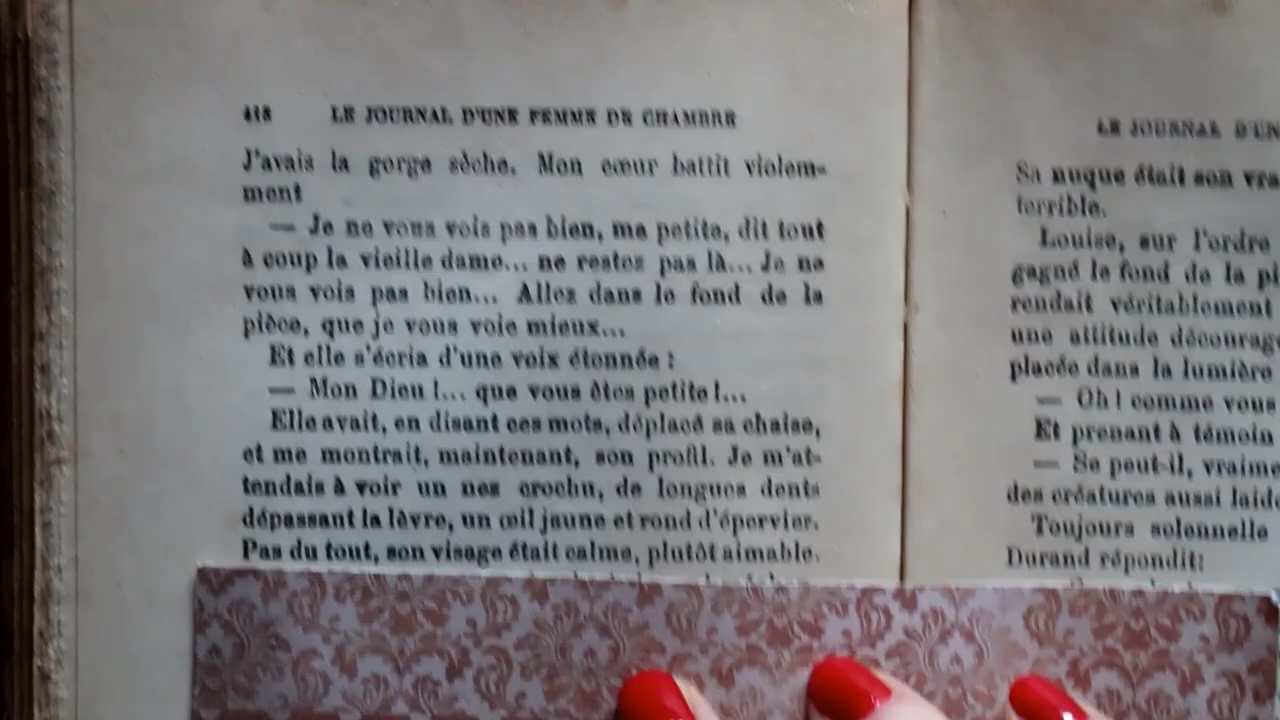 418 LE JOURNAL D'UNE FEMME DE CHAMBRE
J'avais la gorge sèche. Mon cœur battit violem-
ment
— Je ne vous vois pas bien, ma petite, dit tout
à coup la vieille dame... ne restez pas là... Je ne
vous vois pas bien... Allez dans le fond de la
pièce, que je vous voie mieux...
Et elle s'écria d'une voix étonnée :
— Mon Dieu !... que vous êtes petite !...
Elle avait, en disant ces mots, déplacé sa chaise,
et me montrait, maintenant, son profil. Je m'at-
tendais à voir un nez crochu, de longues dents
dépassant la lèvre, un œil jaune et rond d'épervier.
Pas du tout, son visage était calme, plutôt aimable.
LE JOURNAL D'UN
Sa nuque était son vra
terrible.
Louise, sur l'ordre
gagné le fond de la pi
rendait véritablement
une attitude décourag
placée dans la lumière
— Oh ! comme vous
Et prenant à témoin
— Se peut-il, vraime
des créatures aussi laid
Toujours solennelle
Durand répondit: